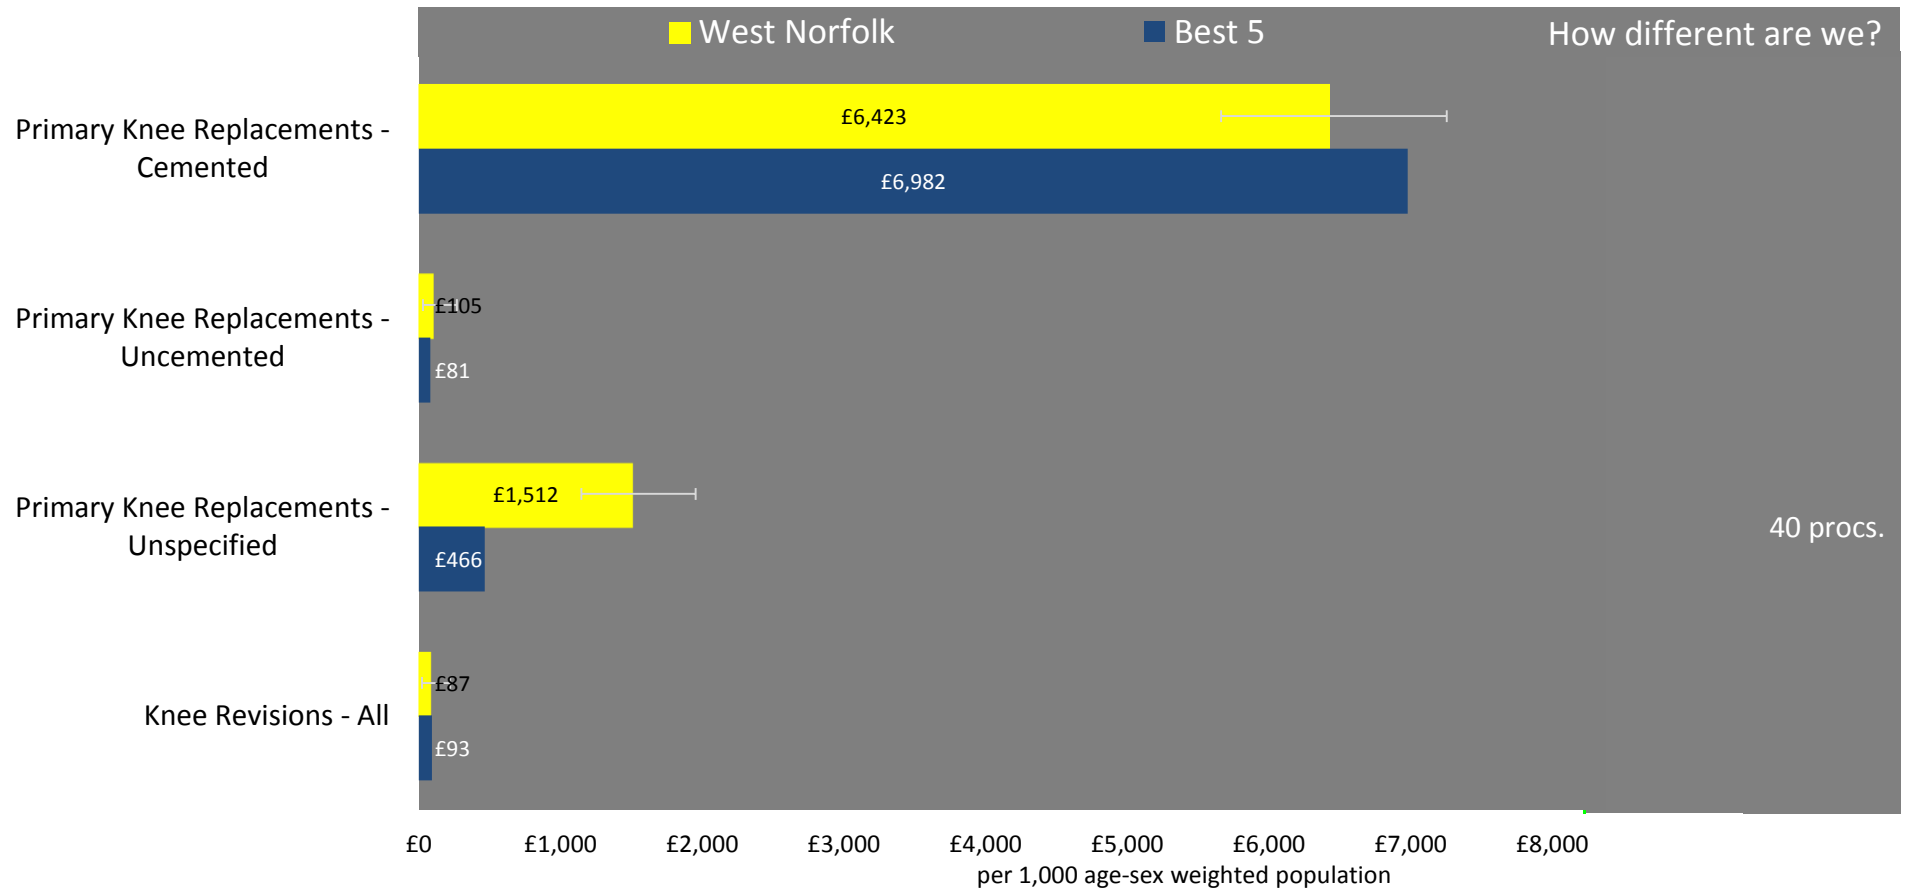 West Norfolk
Best 5
How different are we?
Primary Knee Replacements -
Cemented
£6,423
£6,982
Primary Knee Replacements -
Uncemented
£105
£81
Primary Knee Replacements -
Unspecified
£1,512
£466
40 procs.
Knee Revisions - All
£87
£93
£0 £1,000 £2,000 £3,000 £4,000 £5,000 £6,000 £7,000 £8,000
per 1,000 age-sex weighted population